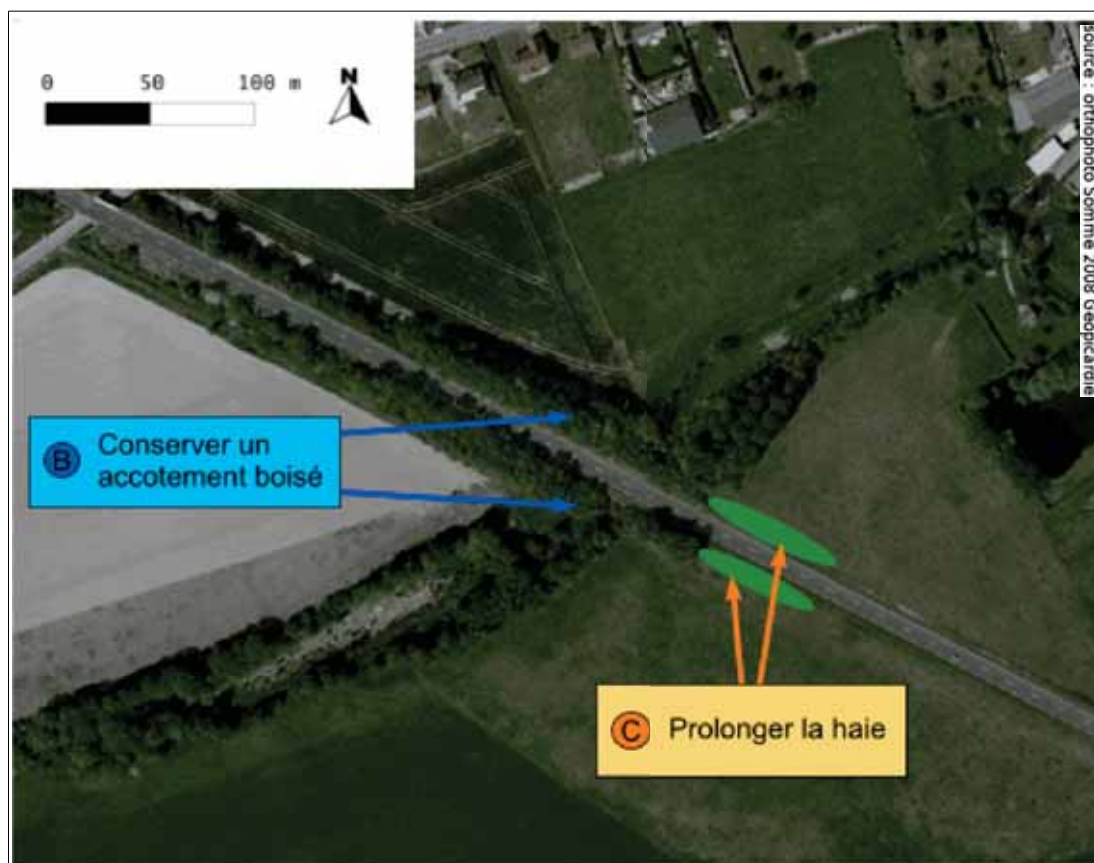 0 50 100 m
N
source : orthophoto Somme 2008 Géopicardie
B Conserver un
accotement boisé
C Prolonger la haie